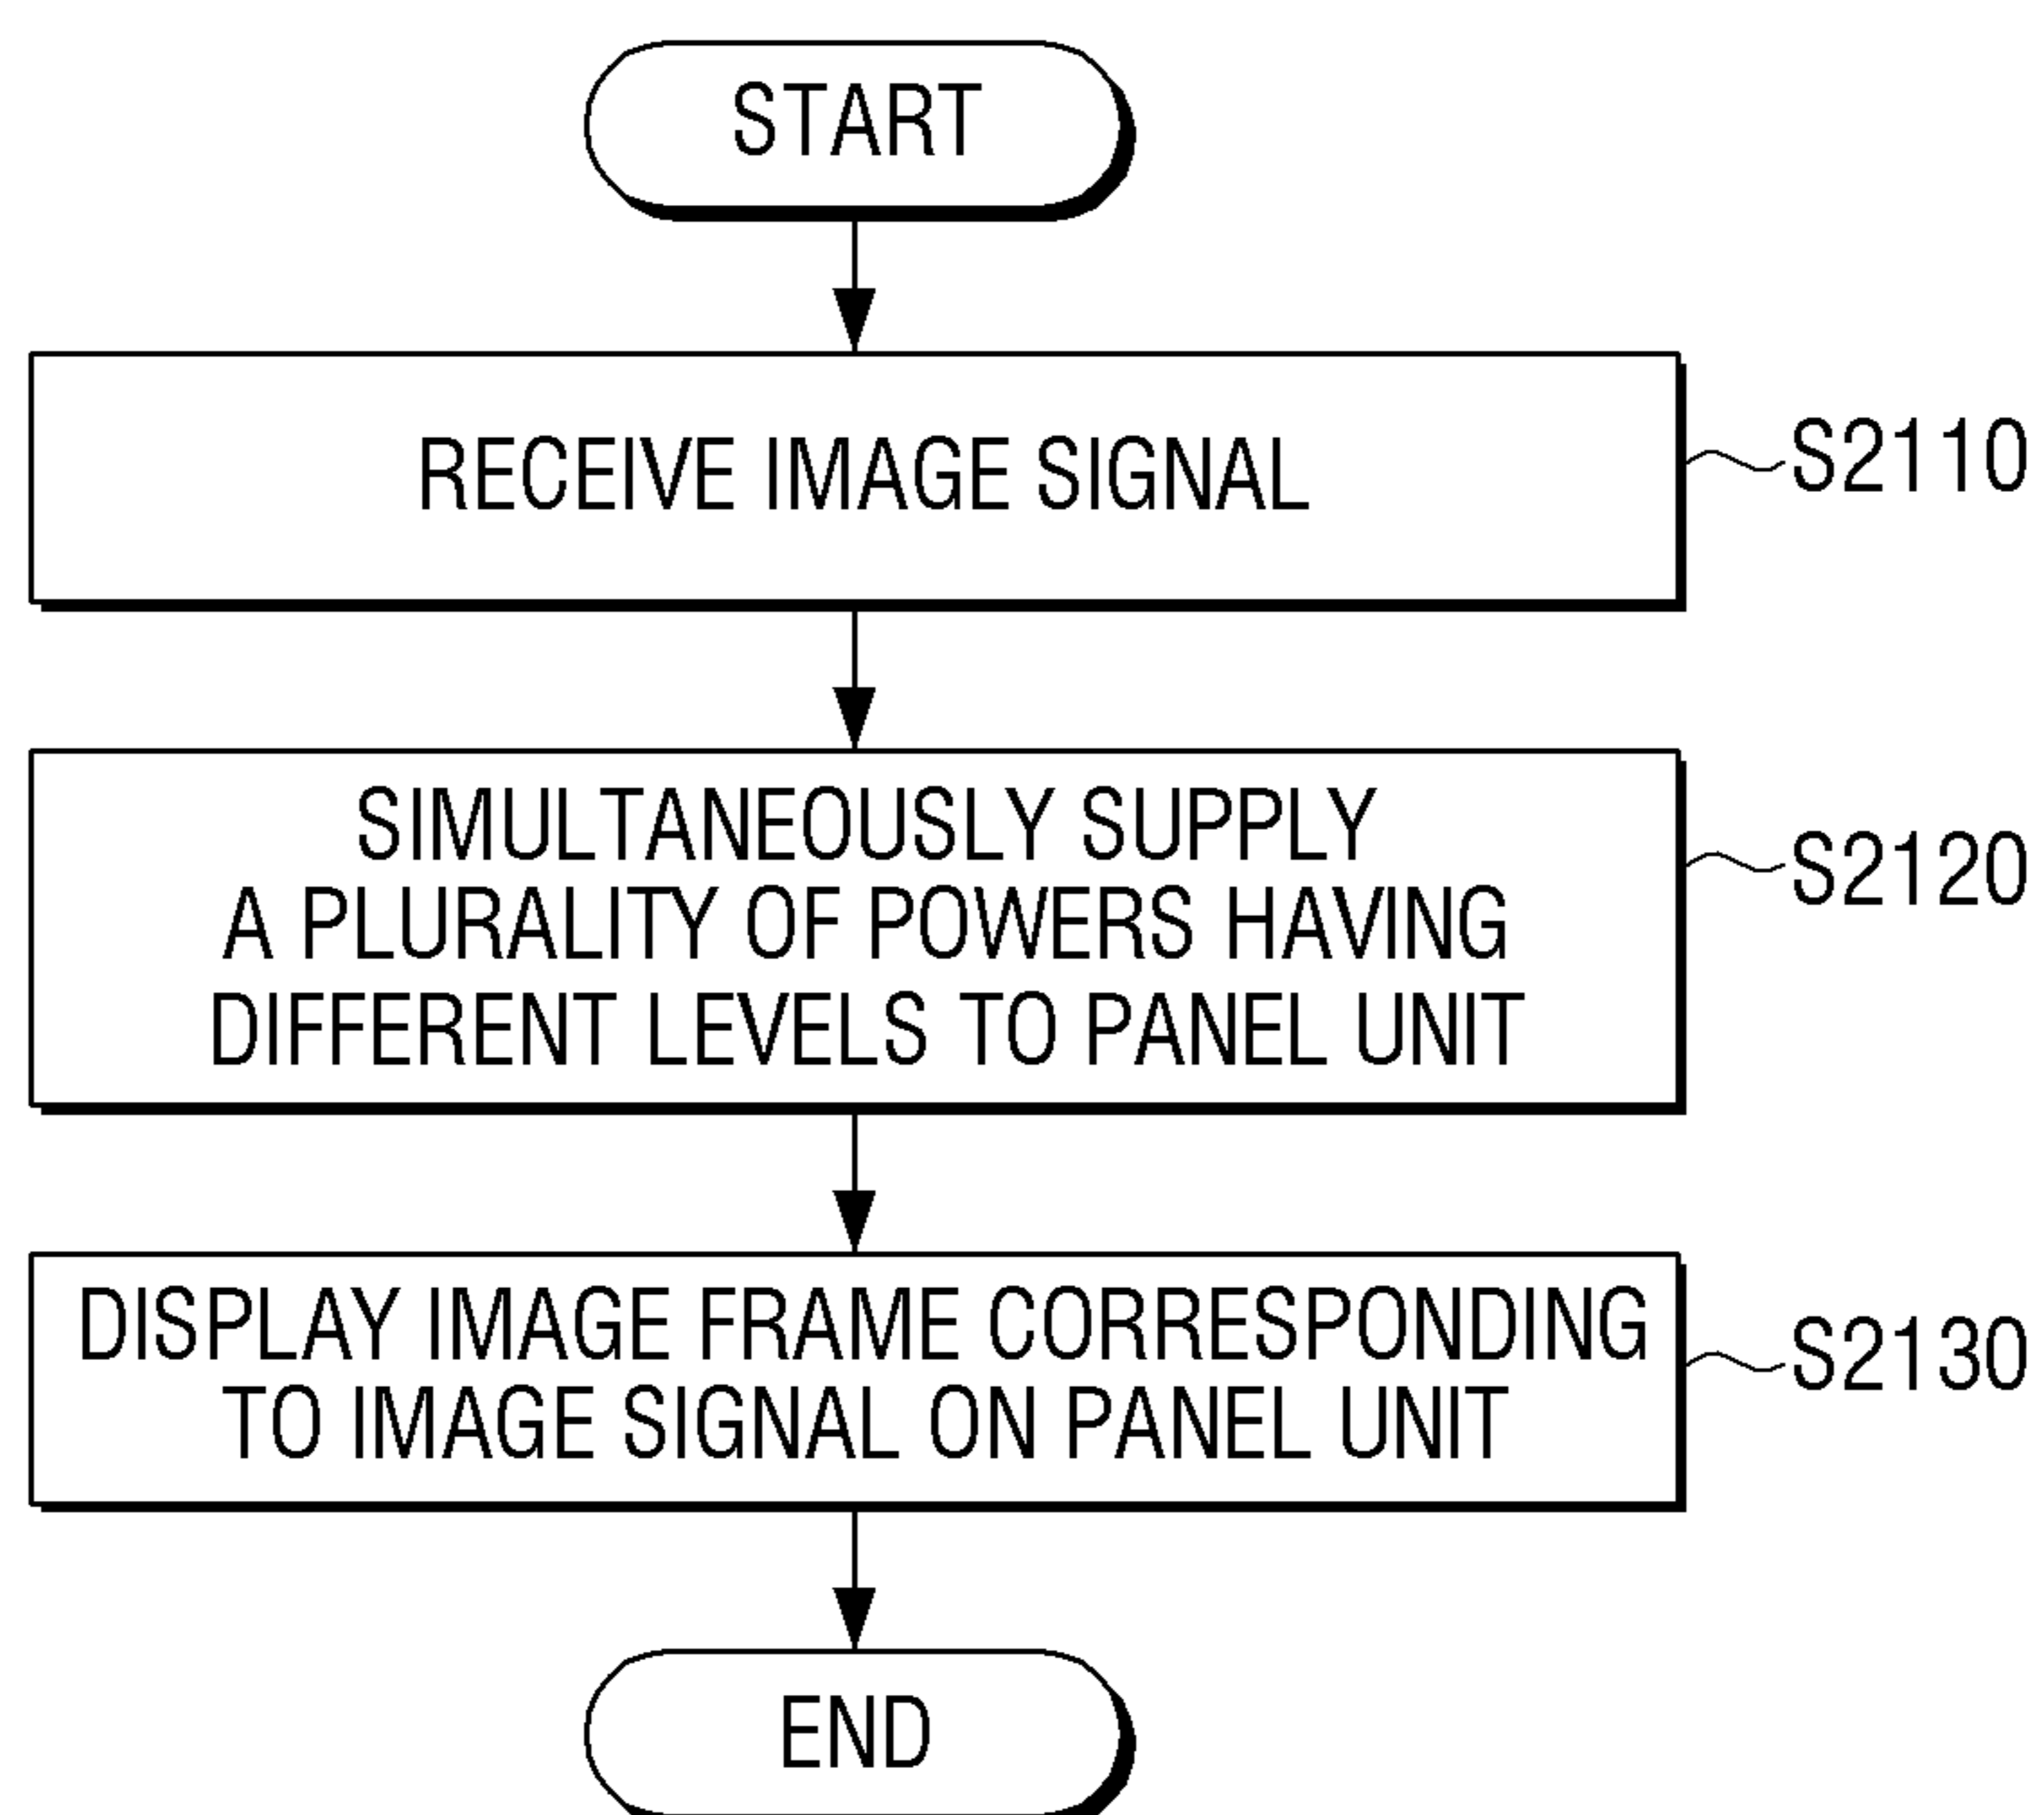 START
RECEIVE IMAGE SIGNAL
S2110
SIMULTANEOUSLY SUPPLY
A PLURALITY OF POWERS HAVING
DIFFERENT LEVELS TO PANEL UNIT
S2120
DISPLAY IMAGE FRAME CORRESPONDING
TO IMAGE SIGNAL ON PANEL UNIT
S2130
END